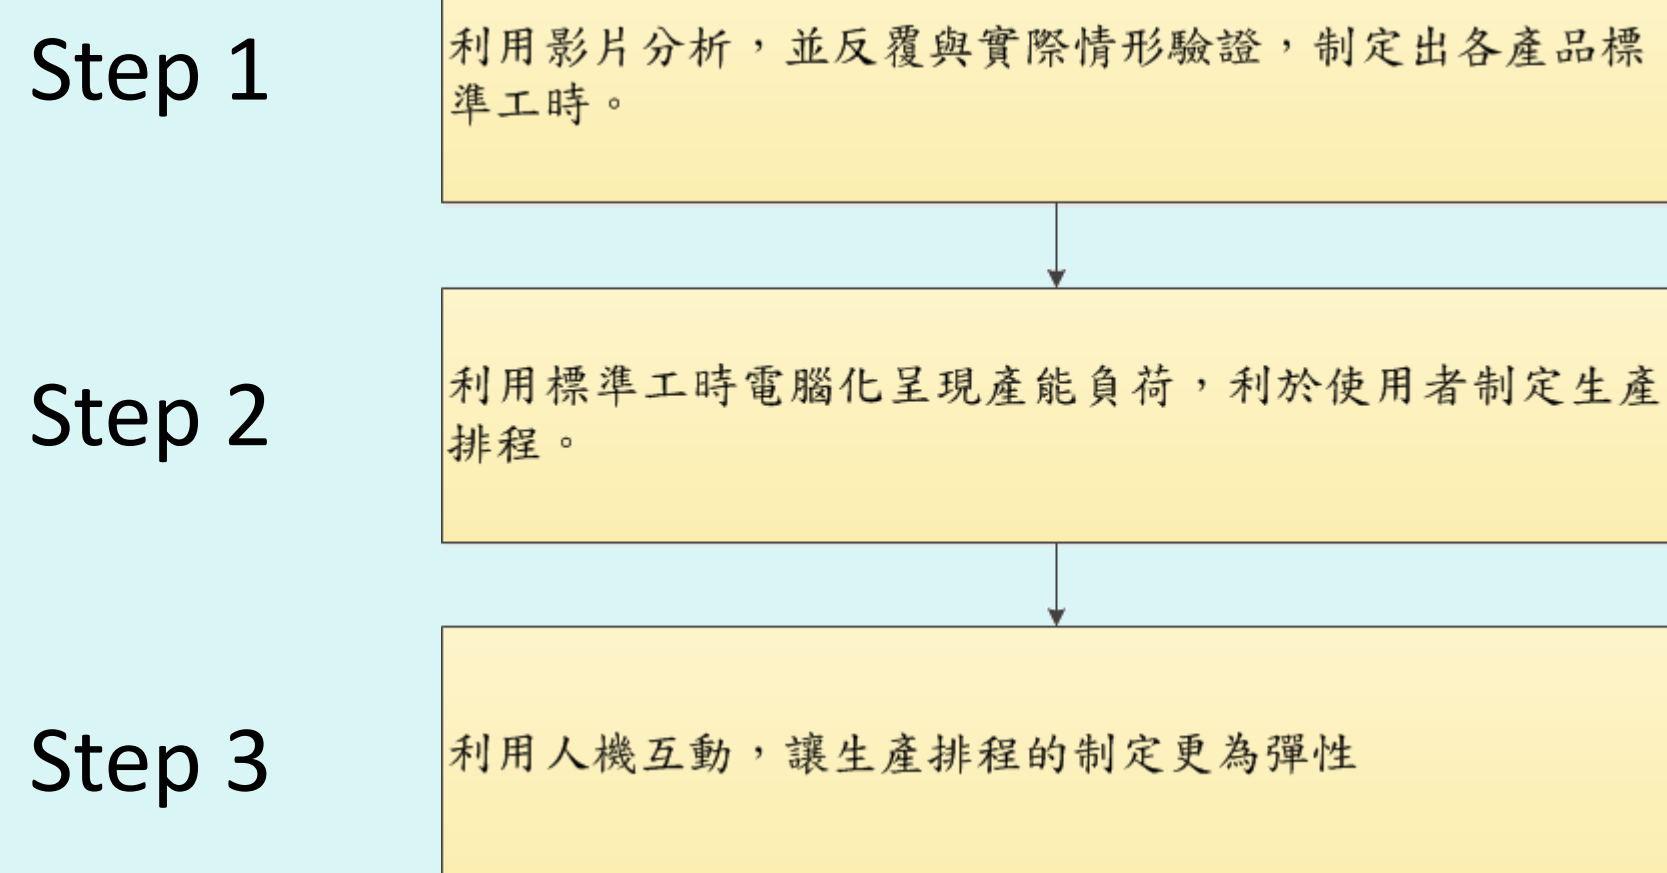 Step 1
利用影片分析，並反覆與實際情形驗證，制定出各產品標
準工時。
Step 2
利用標準工時電腦化呈現產能負荷，利於使用者制定生產
排程。
Step 3
利用人機互動，讓生產排程的制定更為彈性